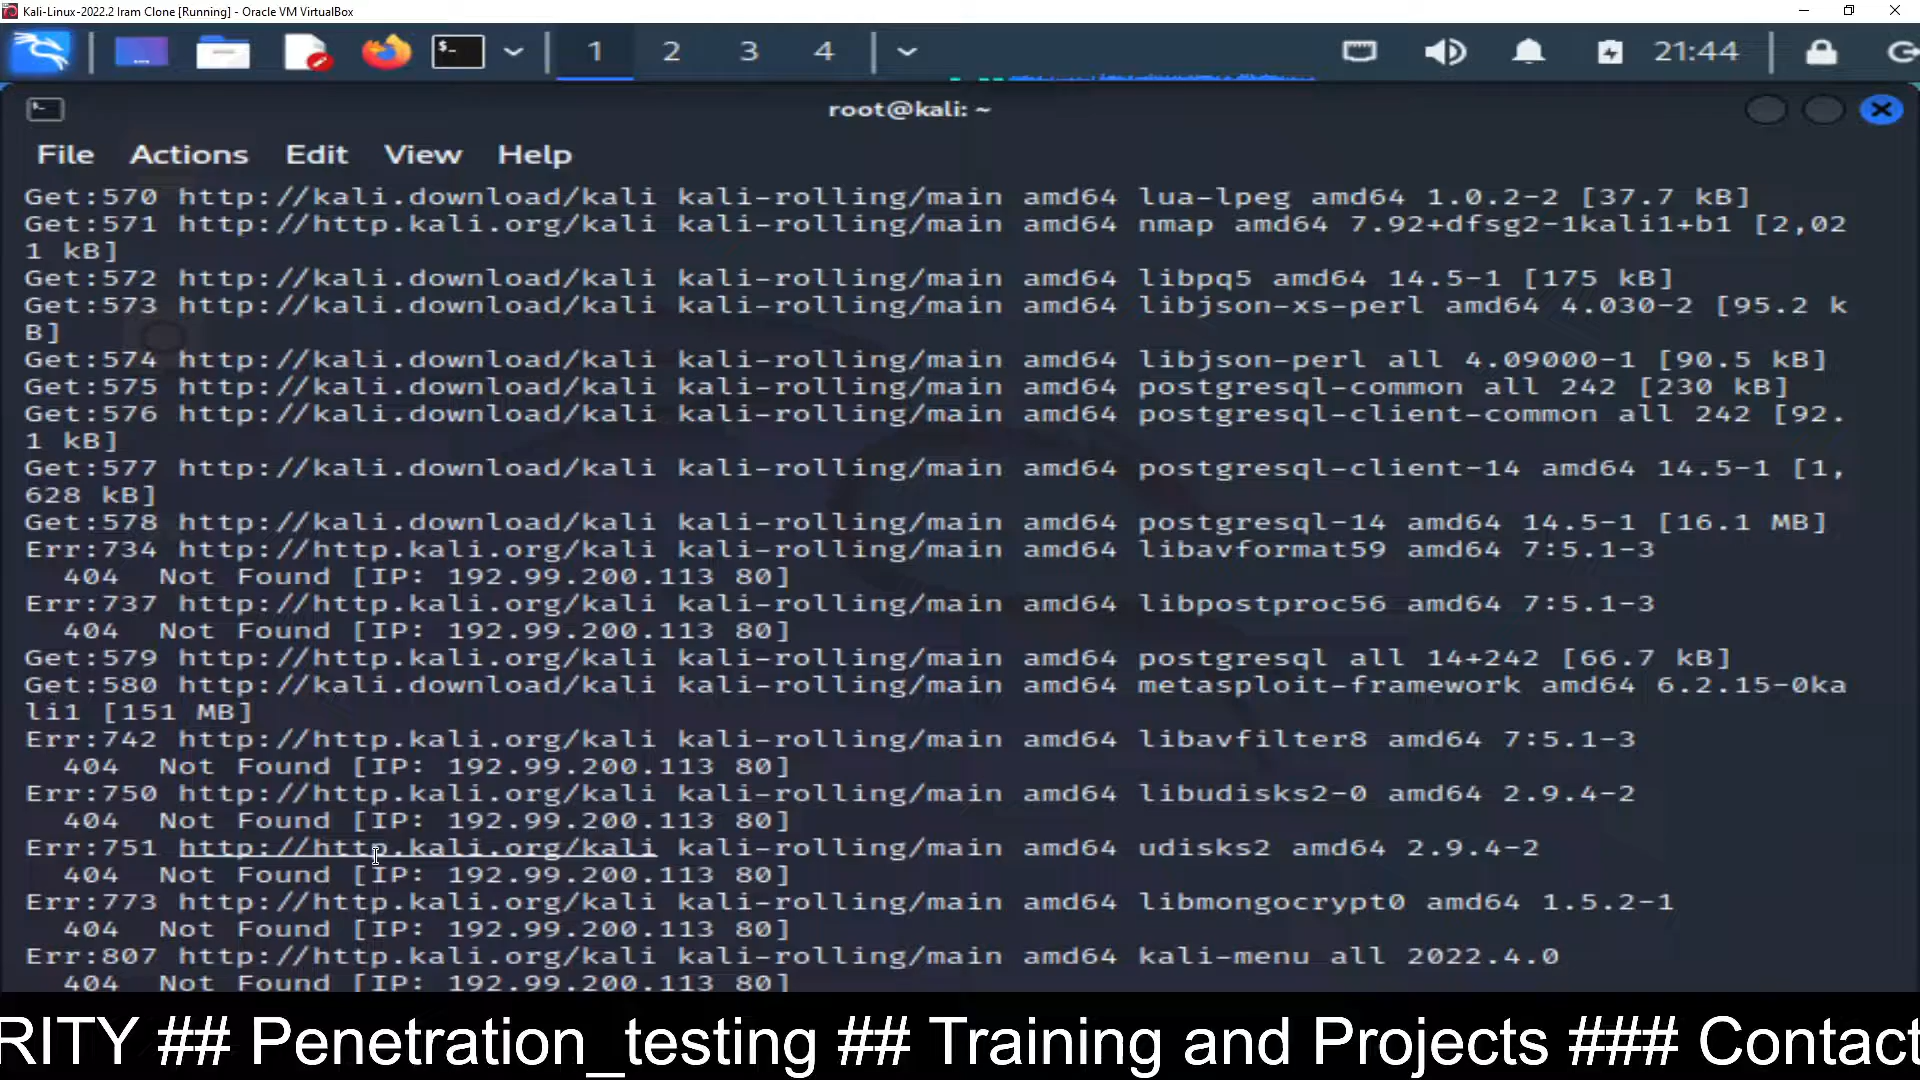 Kali-Linux-2022.2 Iram Clone [Running] - Oracle VM VirtualBox
1 2 3 4 21:44
root@kali: ~
File Actions Edit View Help
Get:570 http://kali.download/kali kali-rolling/main amd64 lua-lpeg amd64 1.0.2-2 [37.7 kB]
Get:571 http://http.kali.org/kali kali-rolling/main amd64 nmap amd64 7.92+dfsg2-1kali1+b1 [2,02
1 kB]
Get:572 http://kali.download/kali kali-rolling/main amd64 libpq5 amd64 14.5-1 [175 kB]
Get:573 http://kali.download/kali kali-rolling/main amd64 libjson-xs-perl amd64 4.030-2 [95.2 k
B]
Get:574 http://kali.download/kali kali-rolling/main amd64 libjson-perl all 4.09000-1 [90.5 kB]
Get:575 http://kali.download/kali kali-rolling/main amd64 postgresql-common all 242 [230 kB]
Get:576 http://kali.download/kali kali-rolling/main amd64 postgresql-client-common all 242 [92.
1 kB]
Get:577 http://kali.download/kali kali-rolling/main amd64 postgresql-client-14 amd64 14.5-1 [1,
628 kB]
Get:578 http://kali.download/kali kali-rolling/main amd64 postgresql-14 amd64 14.5-1 [16.1 MB]
Err:734 http://http.kali.org/kali kali-rolling/main amd64 libavformat59 amd64 7:5.1-3
404 Not Found [IP: 192.99.200.113 80]
Err:737 http://http.kali.org/kali kali-rolling/main amd64 libpostproc56 amd64 7:5.1-3
404 Not Found [IP: 192.99.200.113 80]
Get:579 http://http.kali.org/kali kali-rolling/main amd64 postgresql all 14+242 [66.7 kB]
Get:580 http://kali.download/kali kali-rolling/main amd64 metasploit-framework amd64 6.2.15-0ka
li1 [151 MB]
Err:742 http://http.kali.org/kali kali-rolling/main amd64 libavfilter8 amd64 7:5.1-3
404 Not Found [IP: 192.99.200.113 80]
Err:750 http://http.kali.org/kali kali-rolling/main amd64 libudisks2-0 amd64 2.9.4-2
404 Not Found [IP: 192.99.200.113 80]
Err:751 http://http.kali.org/kali kali-rolling/main amd64 udisks2 amd64 2.9.4-2
404 Not Found [IP: 192.99.200.113 80]
Err:773 http://http.kali.org/kali kali-rolling/main amd64 libmongocrypt0 amd64 1.5.2-1
404 Not Found [IP: 192.99.200.113 80]
Err:807 http://http.kali.org/kali kali-rolling/main amd64 kali-menu all 2022.4.0
404 Not Found [IP: 192.99.200.113 80]
RITY ## Penetration_testing ## Training and Projects ### Contact